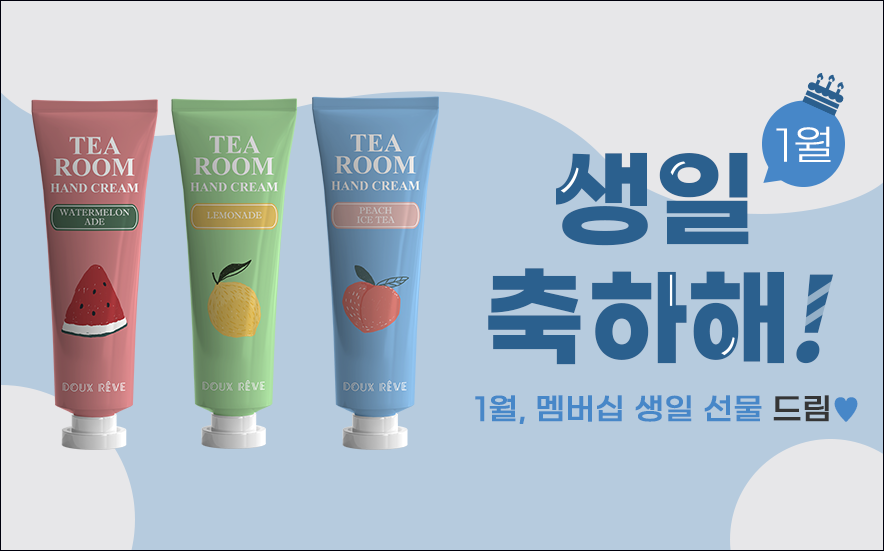 TEA
ROOM
HAND CREAM
WATERMELON
ADE
DOUX RÊVE
TEA
ROOM
HAND CREAM
LEMONADE
DOUX RÊVE
TEA
ROOM
HAND CREAM
PEACH
ICE TEA
DOUX RÊVE
1월
생일
축하해!
1월, 멤버십 생일 선물 드림♥